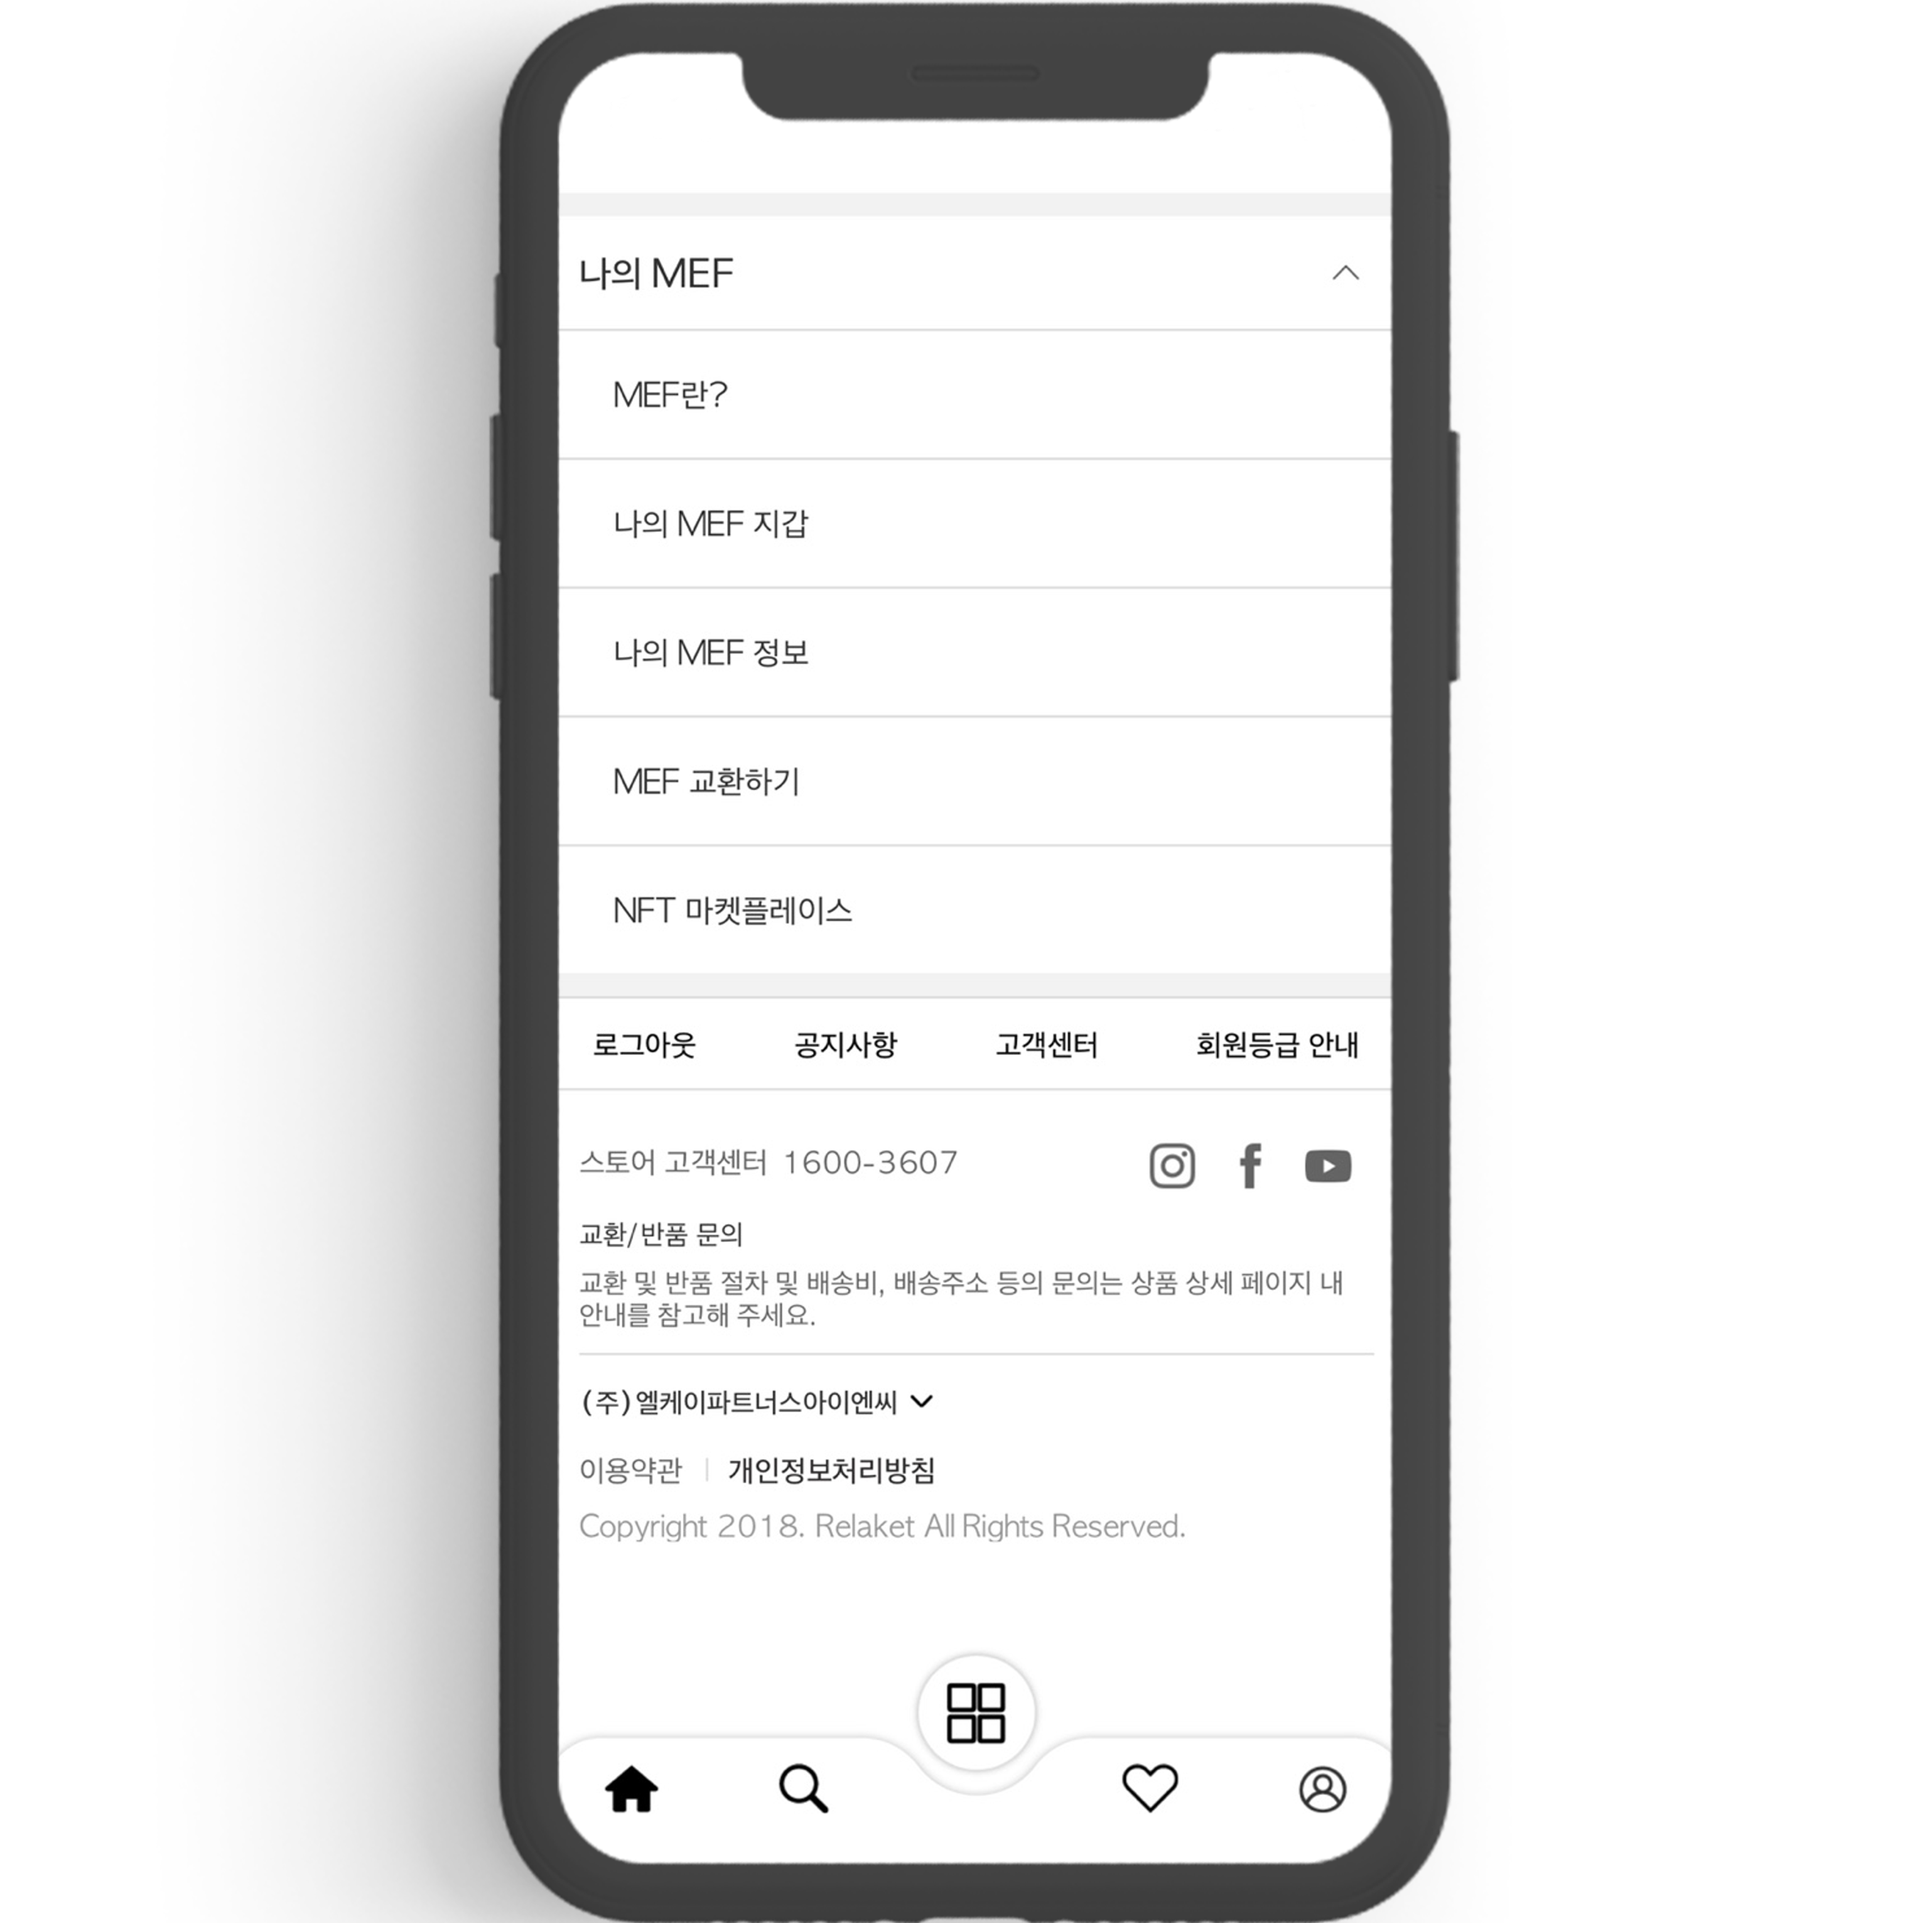 나의 MEF
MEF란?
나의 MEF 지갑
나의 MEF 정보
MEF 교환하기
NFT 마켓플레이스
로그아웃 공지사항 고객센터 회원등급 안내
스토어 고객센터 1600-3607
교환/반품 문의
교환 및 반품 절차 및 배송비, 배송주소 등의 문의는 상품 상세 페이지 내
안내를 참고해 주세요.
(주)엘케이파트너스아이엔씨
이용약관 | 개인정보처리방침
Copyright 2018. Relaket All Rights Reserved.